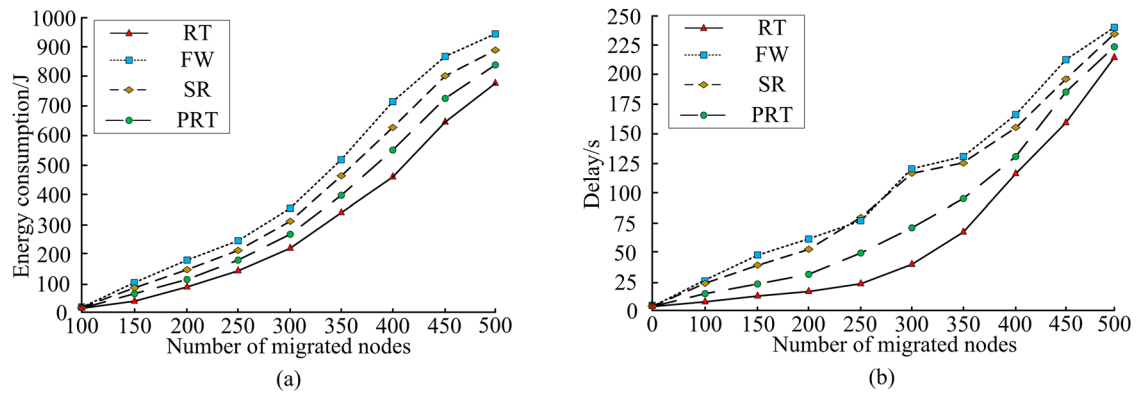 1000
900
800
700
600
500
400
300
200
100
0
Energy consumption/J
RT
FW
SR
PRT
100 150 200 250 300 350 400 450 500
Number of migrated nodes
(a)
250
225
200
175
150
125
100
75
50
25
0
Delay/s
RT
FW
SR
PRT
0 100 150 200 250 300 350 400 450 500
Number of migrated nodes
(b)